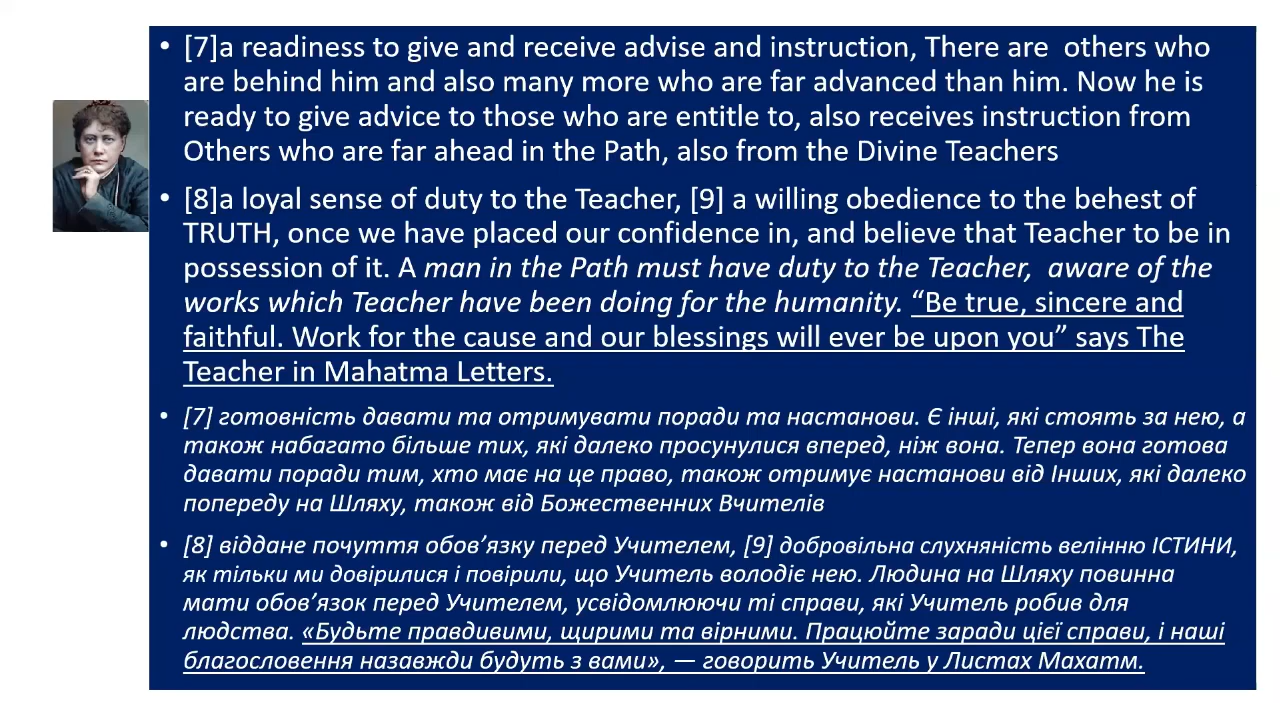 • [7]a readiness to give and receive advise and instruction, There are others who
are behind him and also many more who are far advanced than him. Now he is
ready to give advice to those who are entitle to, also receives instruction from
Others who are far ahead in the Path, also from the Divine Teachers
• [8]a loyal sense of duty to the Teacher, [9] a willing obedience to the behest of
TRUTH, once we have placed our confidence in, and believe that Teacher to be in
possession of it. A man in the Path must have duty to the Teacher, aware of the
works which Teacher have been doing for the humanity. “Be true, sincere and
faithful. Work for the cause and our blessings will ever be upon you” says The
Teacher in Mahatma Letters.
• [7] готовність давати та отримувати поради та настанови. Є інші, які стоять за нею, а
також набагато більше тих, які далеко просунулися вперед, ніж вона. Тепер вона готова
давати поради тим, хто має на це право, також отримує настанови від Інших, які далеко
попереду на Шляху, також від Божественних Вчителів
• [8] віддане почуття обов’язку перед Учителем, [9] добровільна слухняність велінню ІСТИНИ,
як тільки ми довірилися і повірили, що Учитель володіє нею. Людина на Шляху повинна
мати обов’язок перед Учителем, усвідомлюючи ті справи, які Учитель робив для
людства. «Будьте правдивими, щирими та вірними. Працюйте заради цієї справи, і наші
благословення назавжди будуть з вами», — говорить Учитель у Листах Махатм.